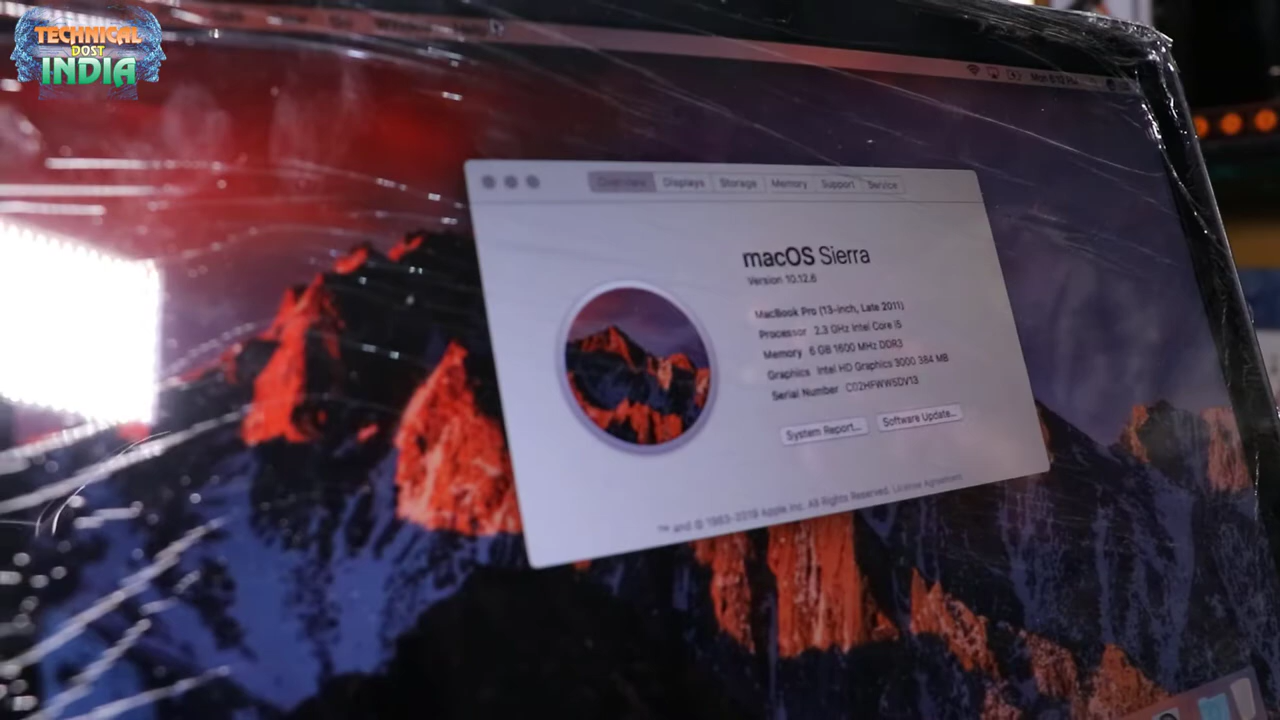 TECHNICAL
DOST
INDIA
Overview Displays Storage Memory Support Service
macOS Sierra
Version 10.12.6
MacBook Pro (13-inch, Late 2011)
Processor 2.3 GHz Intel Core i5
Memory 6 GB 1600 MHz DDR3
Graphics Intel HD Graphics 3000 384 MB
Serial Number
System Report... Software Update...
™ and © 1983-2019 Apple Inc. All Rights Reserved. License Agreement